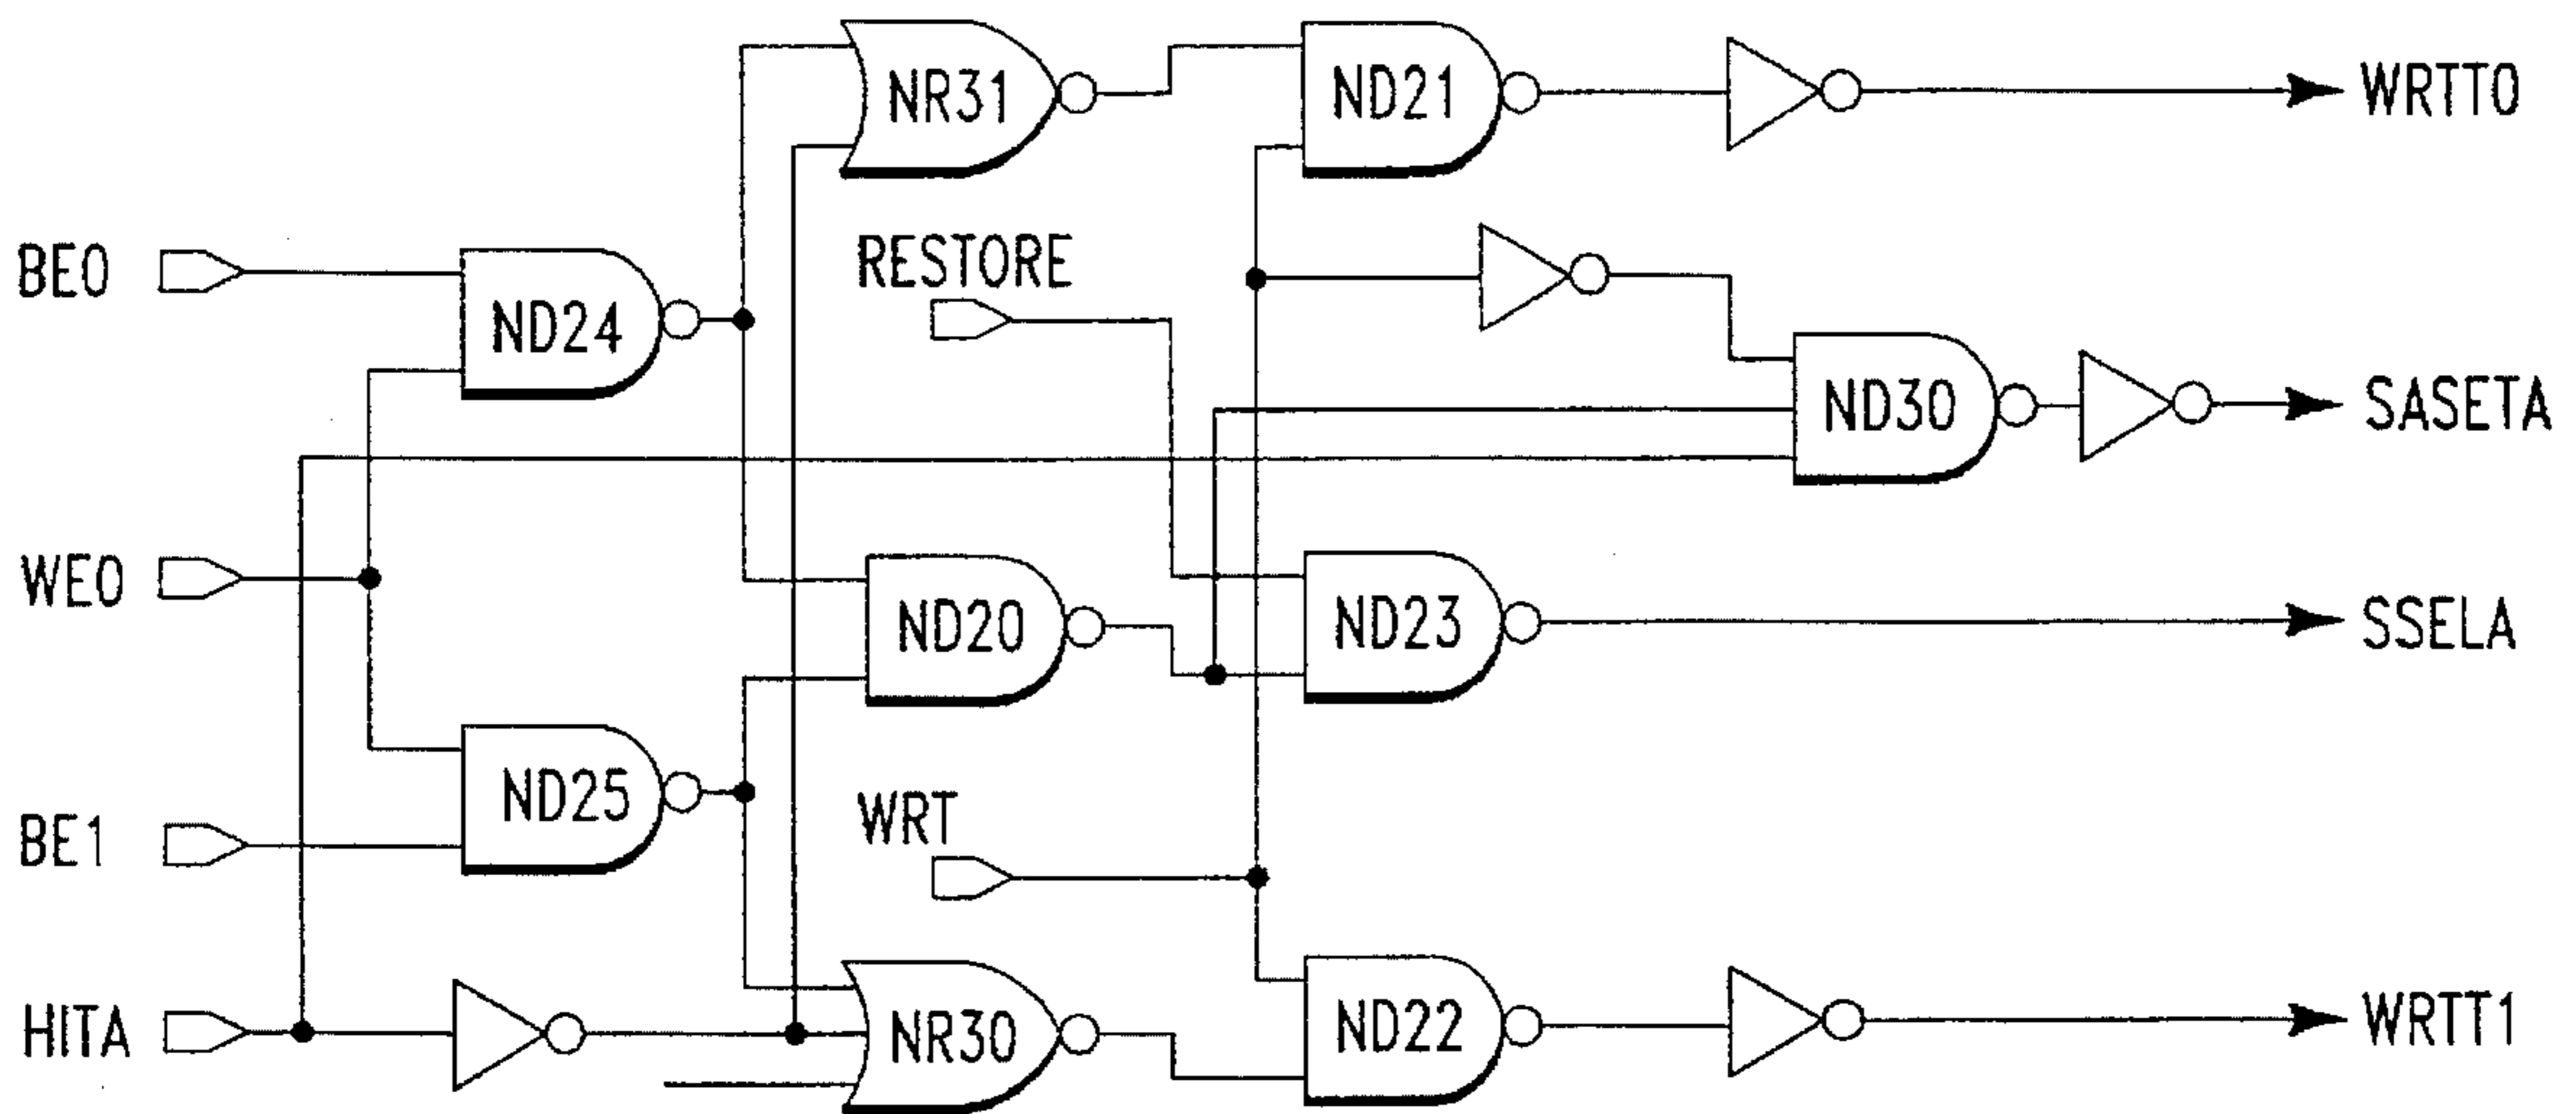 NR31
ND21
WRTT0
BE0
ND24
RESTORE
ND30
SASETA
WE0
ND20
ND23
SSELA
ND25
WRT
BE1
HITA
NR30
ND22
WRTT1